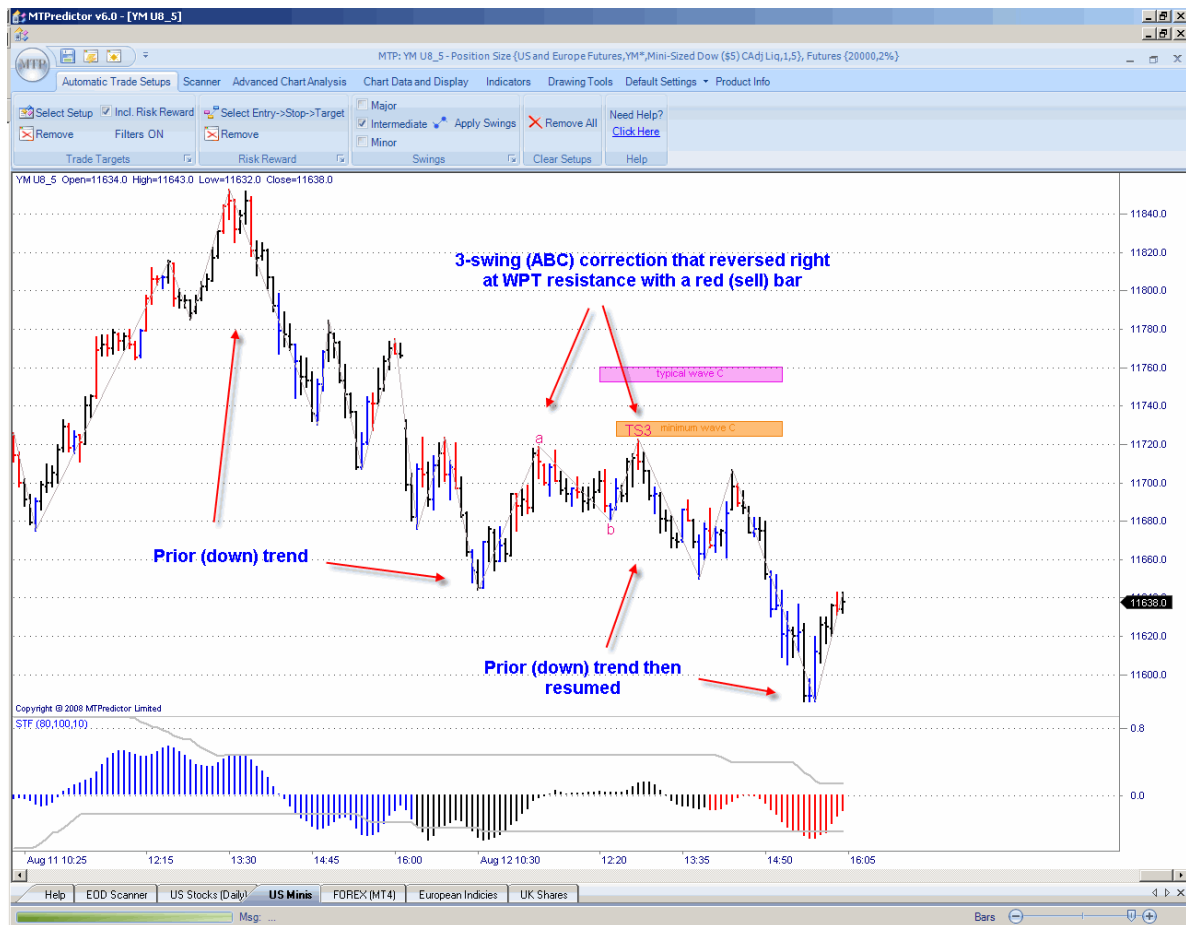 MTPredictor v6.0 - [YM U8_5]
MTP
MTP: YM U8_5 - Position Size {US and Europe Futures,YM*,Mini-Sized Dow ($5) CAdj Liq,1,5}, Futures {20000,2%}
Automatic Trade Setups Scanner Advanced Chart Analysis Chart Data and Display Indicators Drawing Tools Default Settings Product Info
Select Setup Incl. Risk Reward
Remove Filters ON
Trade Targets
Select Entry->Stop->Target
Remove
Risk Reward
Major
Intermediate Apply Swings
Minor
Swings
Remove All
Clear Setups
Need Help?
Click Here
Help
YM U8_5 Open=11634.0 High=11643.0 Low=11632.0 Close=11638.0
3-swing (ABC) correction that reversed right
at WPT resistance with a red (sell) bar
typical wave C
TS3 minimum wave C
a
b
Prior (down) trend
Prior (down) trend then
resumed
11840.0
11820.0
11800.0
11780.0
11760.0
11740.0
11720.0
11700.0
11680.0
11660.0
11638.0
11620.0
11600.0
Copyright © 2008 MTPredictor Limited
STF (80,100,10)
0.8
0.0
Aug 11 10:25 12:15 13:30 14:45 16:00 Aug 12 10:30 12:20 13:35 14:50 16:05
Help EOD Scanner US Stocks (Daily) US Minis FOREX (MT4) European Indicies UK Shares
Msg: ...
Bars